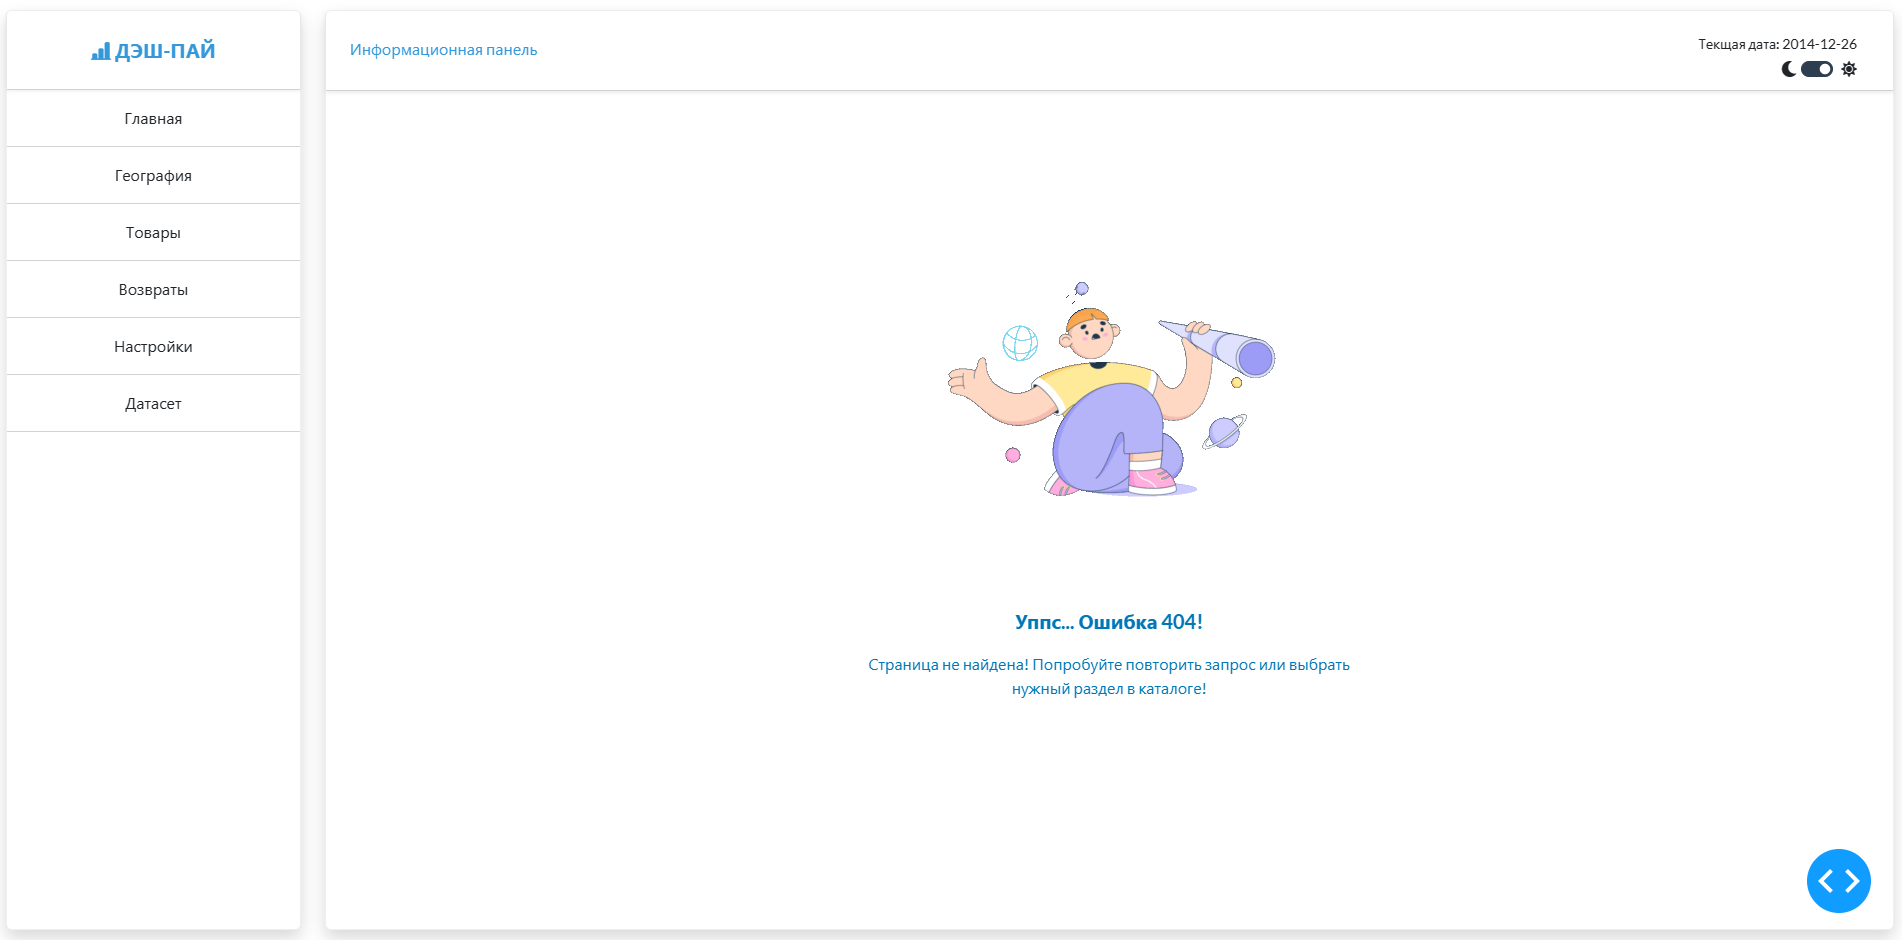 ДЭШ-ПАЙ
Главная
География
Товары
Возвраты
Настройки
Датасет
Информационная панель
Текщая дата: 2014-12-26
Уппс... Ошибка 404!
Страница не найдена! Попробуйте повторить запрос или выбрать
нужный раздел в каталоге!